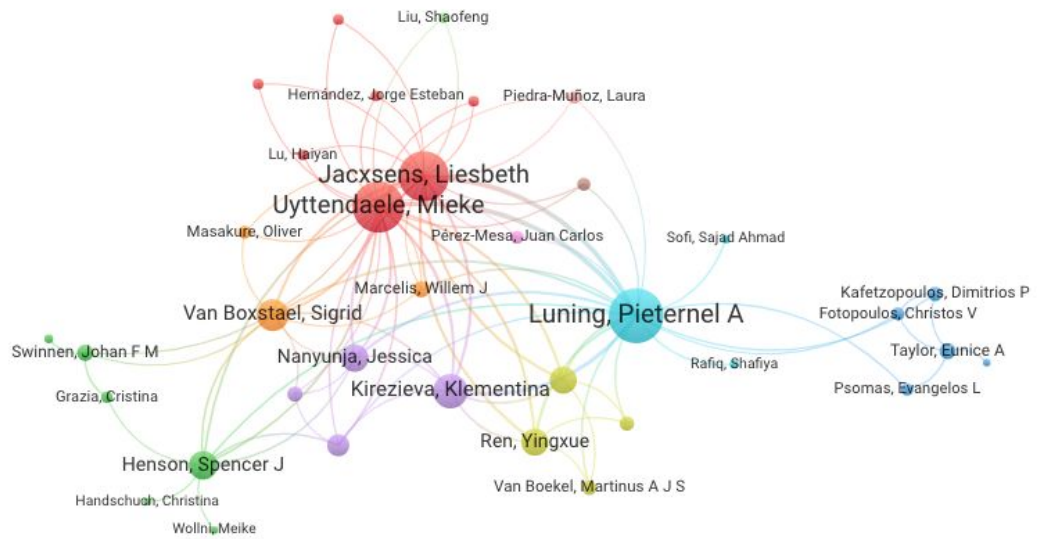 Liu, Shaofeng
Hernández, Jorge Esteban
Piedra-Muñoz, Laura
Lu, Haiyan
Jacxsens, Liesbeth
Uyttendaele, Mieke
Masakure, Oliver
Pérez-Mesa, Juan Carlos
Sofi, Sajad Ahmad
Marcelis, Willem J
Kafetzopoulos, Dimitrios P
Van Boxstael, Sigrid
Luning, Pieternel A
Fotopoulos, Christos V
Swinnen, Johan F M
Nanyunja, Jessica
Rafiq, Shafiya
Taylor, Eunice A
Grazia, Cristina
Kirezieva, Klementina
Psomas, Evangelos L
Ren, Yingxue
Henson, Spencer J
Van Boekel, Martinus A J S
Handschuch, Christina
Wollni, Meike